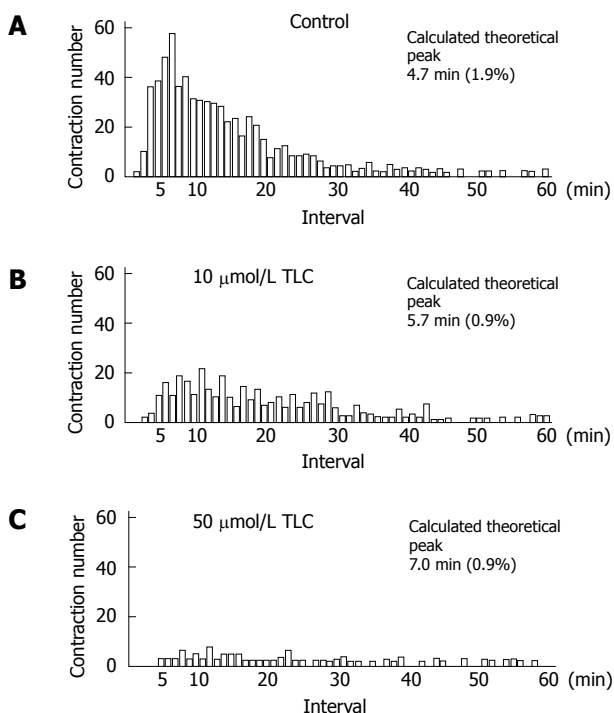 A
Control
Calculated theoretical
peak
4.7 min (1.9%)
Contraction number
60
40
20
0
5 10 20 30 40 50 60 (min)
Interval
B
10 μmol/L TLC
Calculated theoretical
peak
5.7 min (0.9%)
Contraction number
60
40
20
0
5 10 20 30 40 50 60 (min)
Interval
C
50 μmol/L TLC
Calculated theoretical
peak
7.0 min (0.9%)
Contraction number
60
40
20
0
5 10 20 30 40 50 60 (min)
Interval